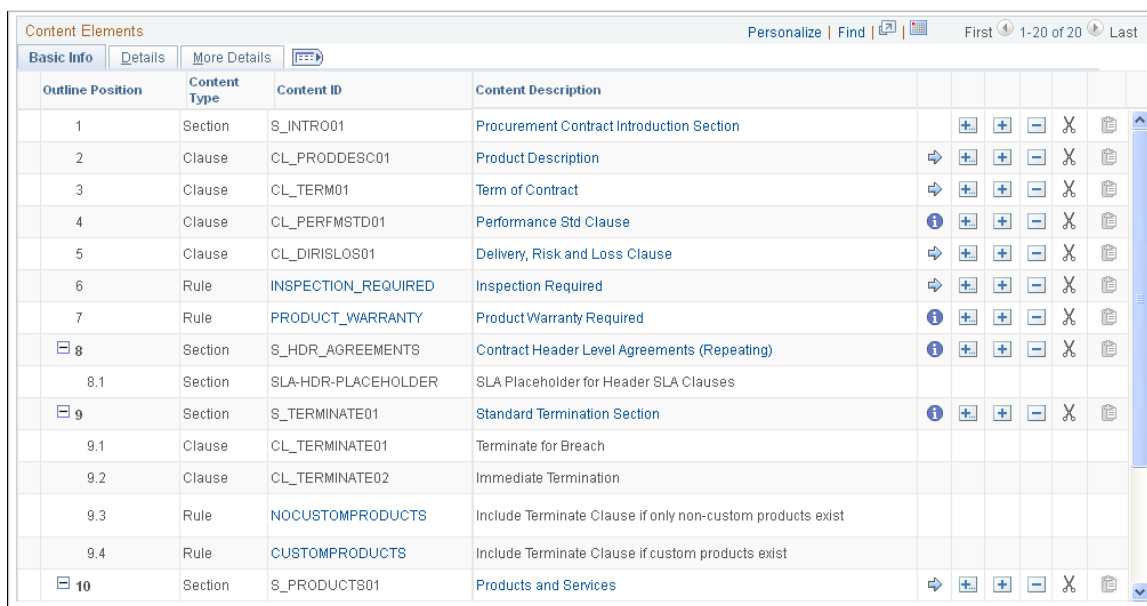 Content Elements Personalize | Find | | First 1-20 of 20 Last
Basic Info Details More Details
Outline Position Content Type Content ID Content Description
1 Section S_INTRO01 Procurement Contract Introduction Section
2 Clause CL_PRODDESC01 Product Description
3 Clause CL_TERM01 Term of Contract
4 Clause CL_PERFMSTD01 Performance Std Clause
5 Clause CL_DIRISLOS01 Delivery, Risk and Loss Clause
6 Rule INSPECTION_REQUIRED Inspection Required
7 Rule PRODUCT_WARRANTY Product Warranty Required
8 Section S_HDR_AGREEMENTS Contract Header Level Agreements (Repeating)
8.1 Section SLA-HDR-PLACEHOLDER SLA Placeholder for Header SLA Clauses
9 Section S_TERMINATE01 Standard Termination Section
9.1 Clause CL_TERMINATE01 Terminate for Breach
9.2 Clause CL_TERMINATE02 Immediate Termination
9.3 Rule NOCUSTOMPRODUCTS Include Terminate Clause if only non-custom products exist
9.4 Rule CUSTOMPRODUCTS Include Terminate Clause if custom products exist
10 Section S_PRODUCTS01 Products and Services